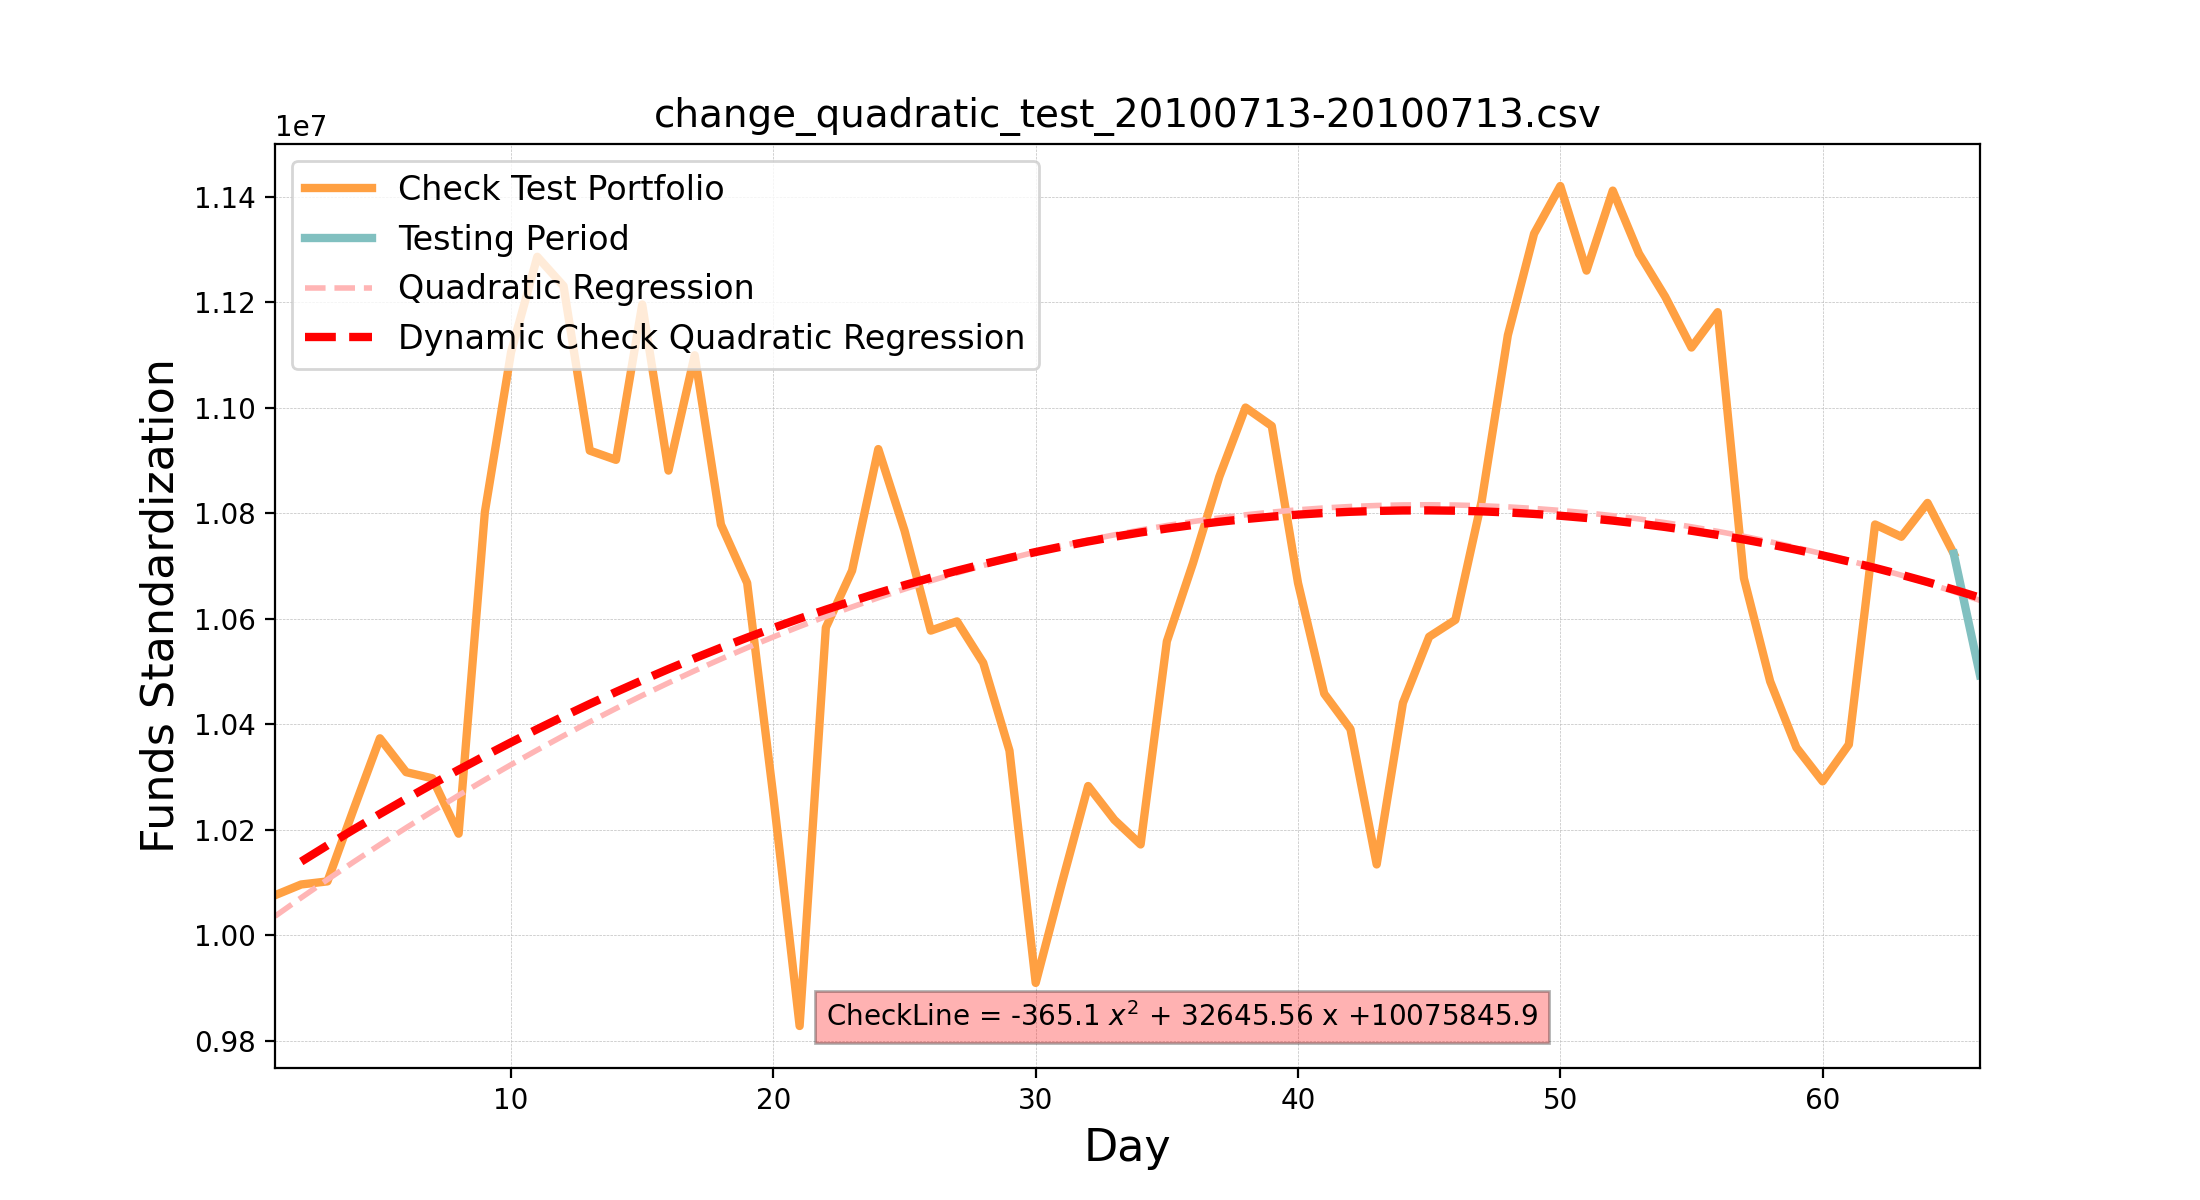 change_quadratic_test_20100713-20100713.csv
1e7
Check Test Portfolio
Testing Period
Quadratic Regression
Dynamic Check Quadratic Regression
1.14
1.12
1.10
1.08
1.06
1.04
1.02
1.00
0.98
Funds Standardization
CheckLine = -365.1 x² + 32645.56 x +10075845.9
10 20 30 40 50 60
Day